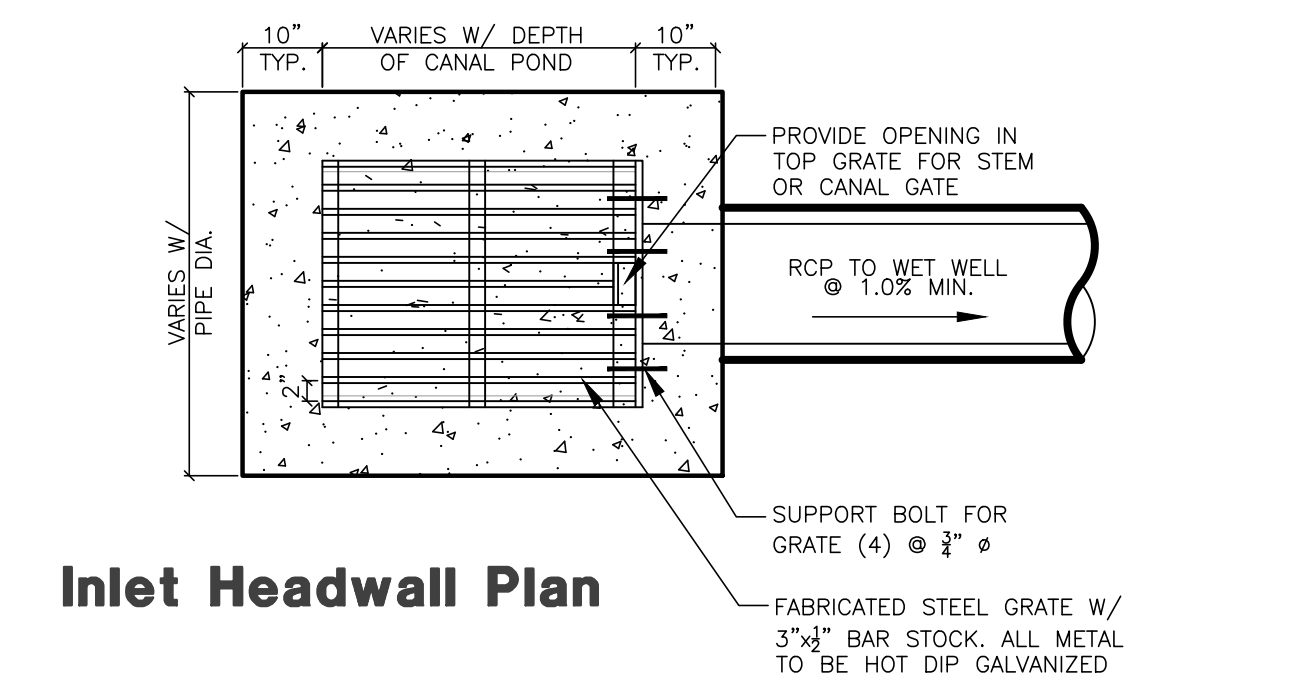 10” VARIES W/ DEPTH 10”
TYP. OF CANAL POND TYP.
PROVIDE OPENING IN
TOP GRATE FOR STEM
OR CANAL GATE
VARIES W/
PIPE DIA.
RCP TO WET WELL
@ 1.0% MIN.
2”
SUPPORT BOLT FOR
GRATE (4) @ 3/4” ø
Inlet Headwall Plan
FABRICATED STEEL GRATE W/
3”x1/2” BAR STOCK. ALL METAL
TO BE HOT DIP GALVANIZED